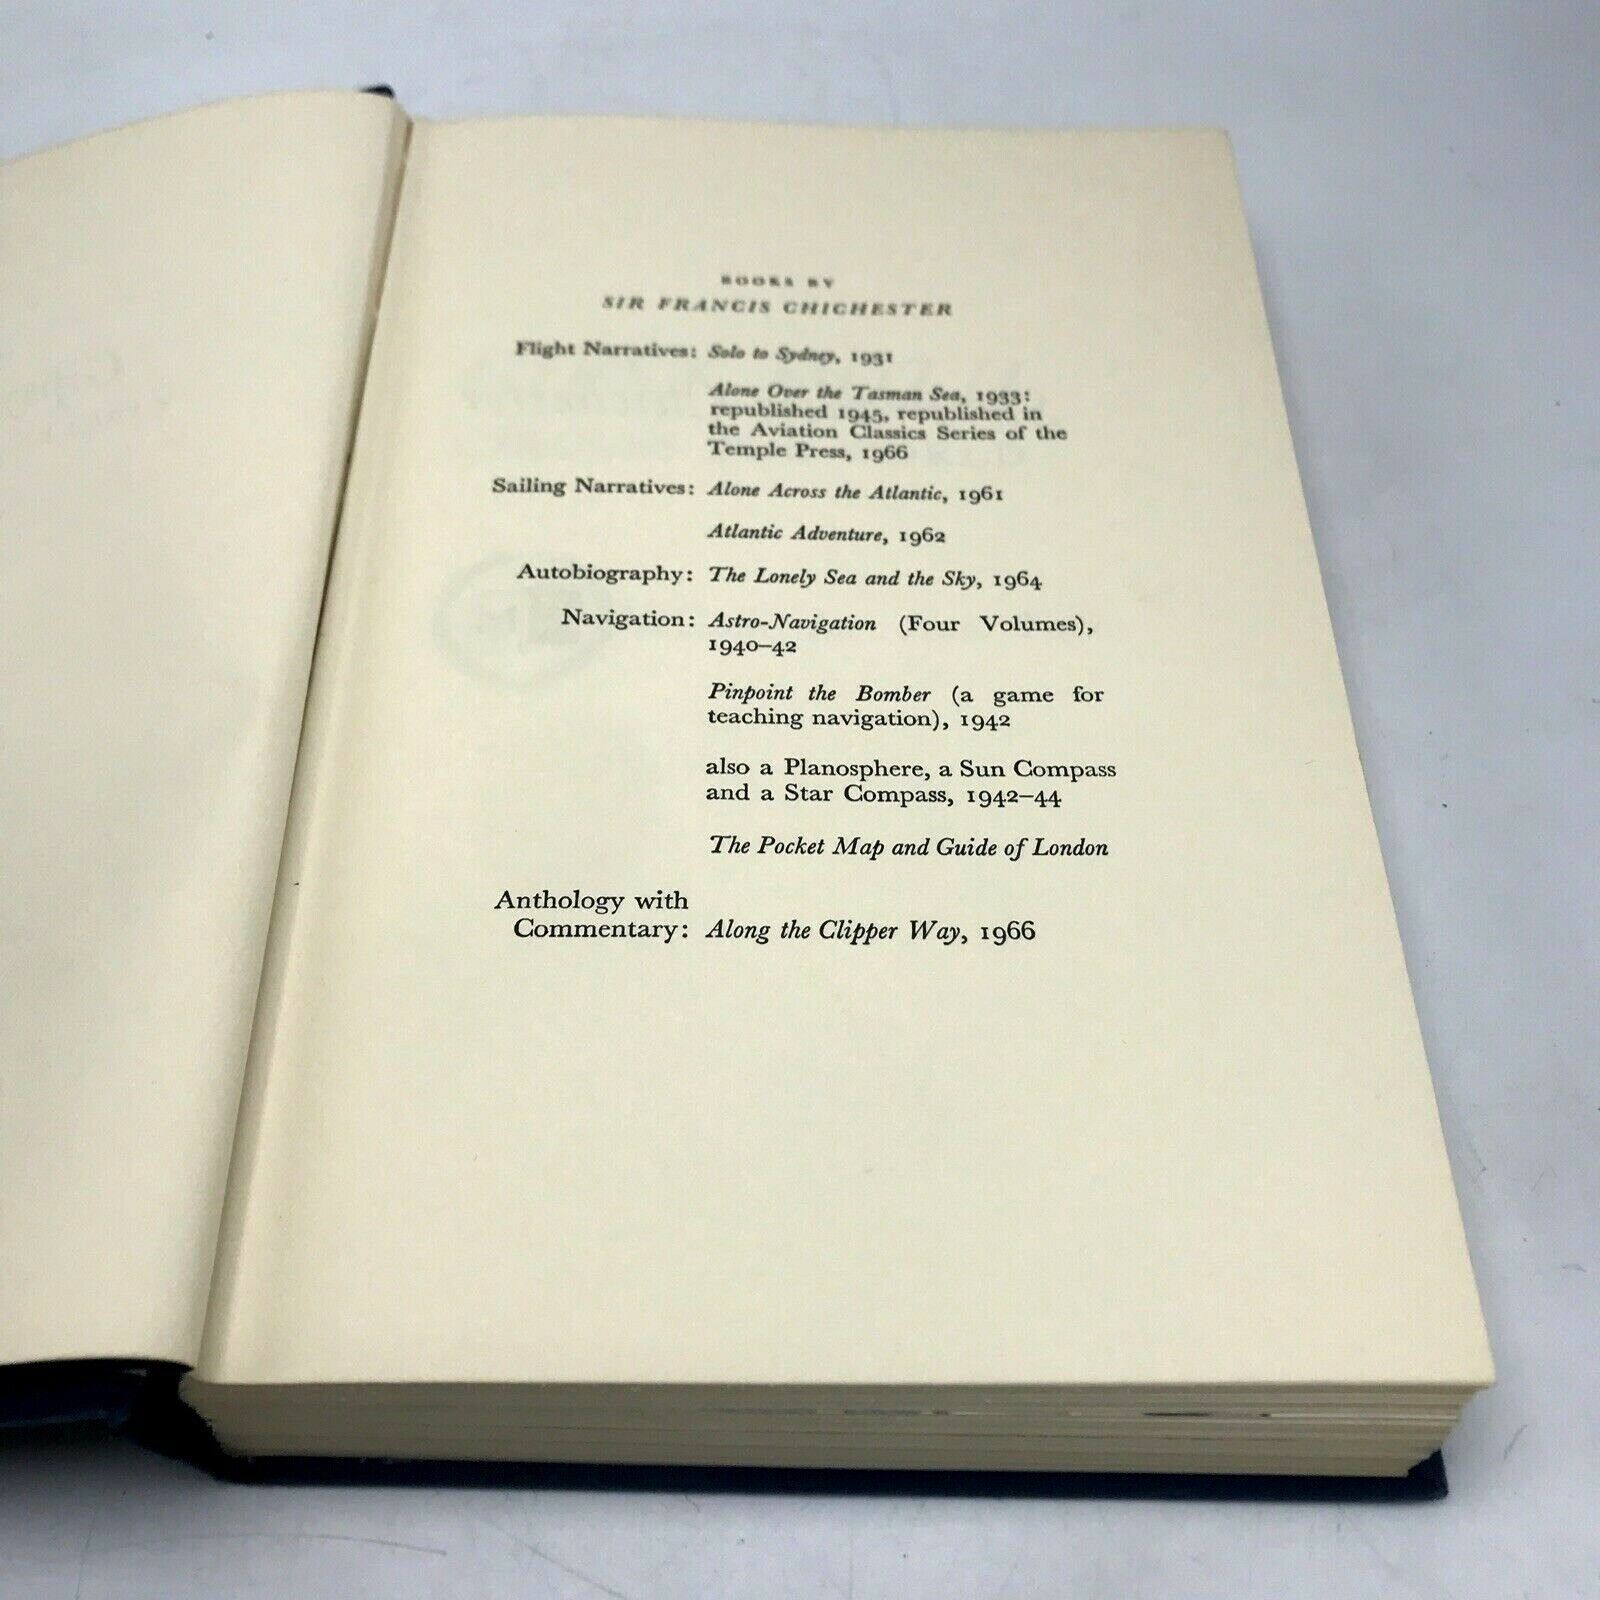 BOOKS BY
SIR FRANCIS CHICHESTER
Flight Narratives: Solo to Sydney, 1931
Alone Over the Tasman Sea, 1933:
republished 1945, republished in
the Aviation Classics Series of the
Temple Press, 1966
Sailing Narratives: Alone Across the Atlantic, 1961
Atlantic Adventure, 1962
Autobiography: The Lonely Sea and the Sky, 1964
Navigation: Astro-Navigation (Four Volumes),
1940–42
Pinpoint the Bomber (a game for
teaching navigation), 1942
also a Planosphere, a Sun Compass
and a Star Compass, 1942–44
The Pocket Map and Guide of London
Anthology with
Commentary: Along the Clipper Way, 1966